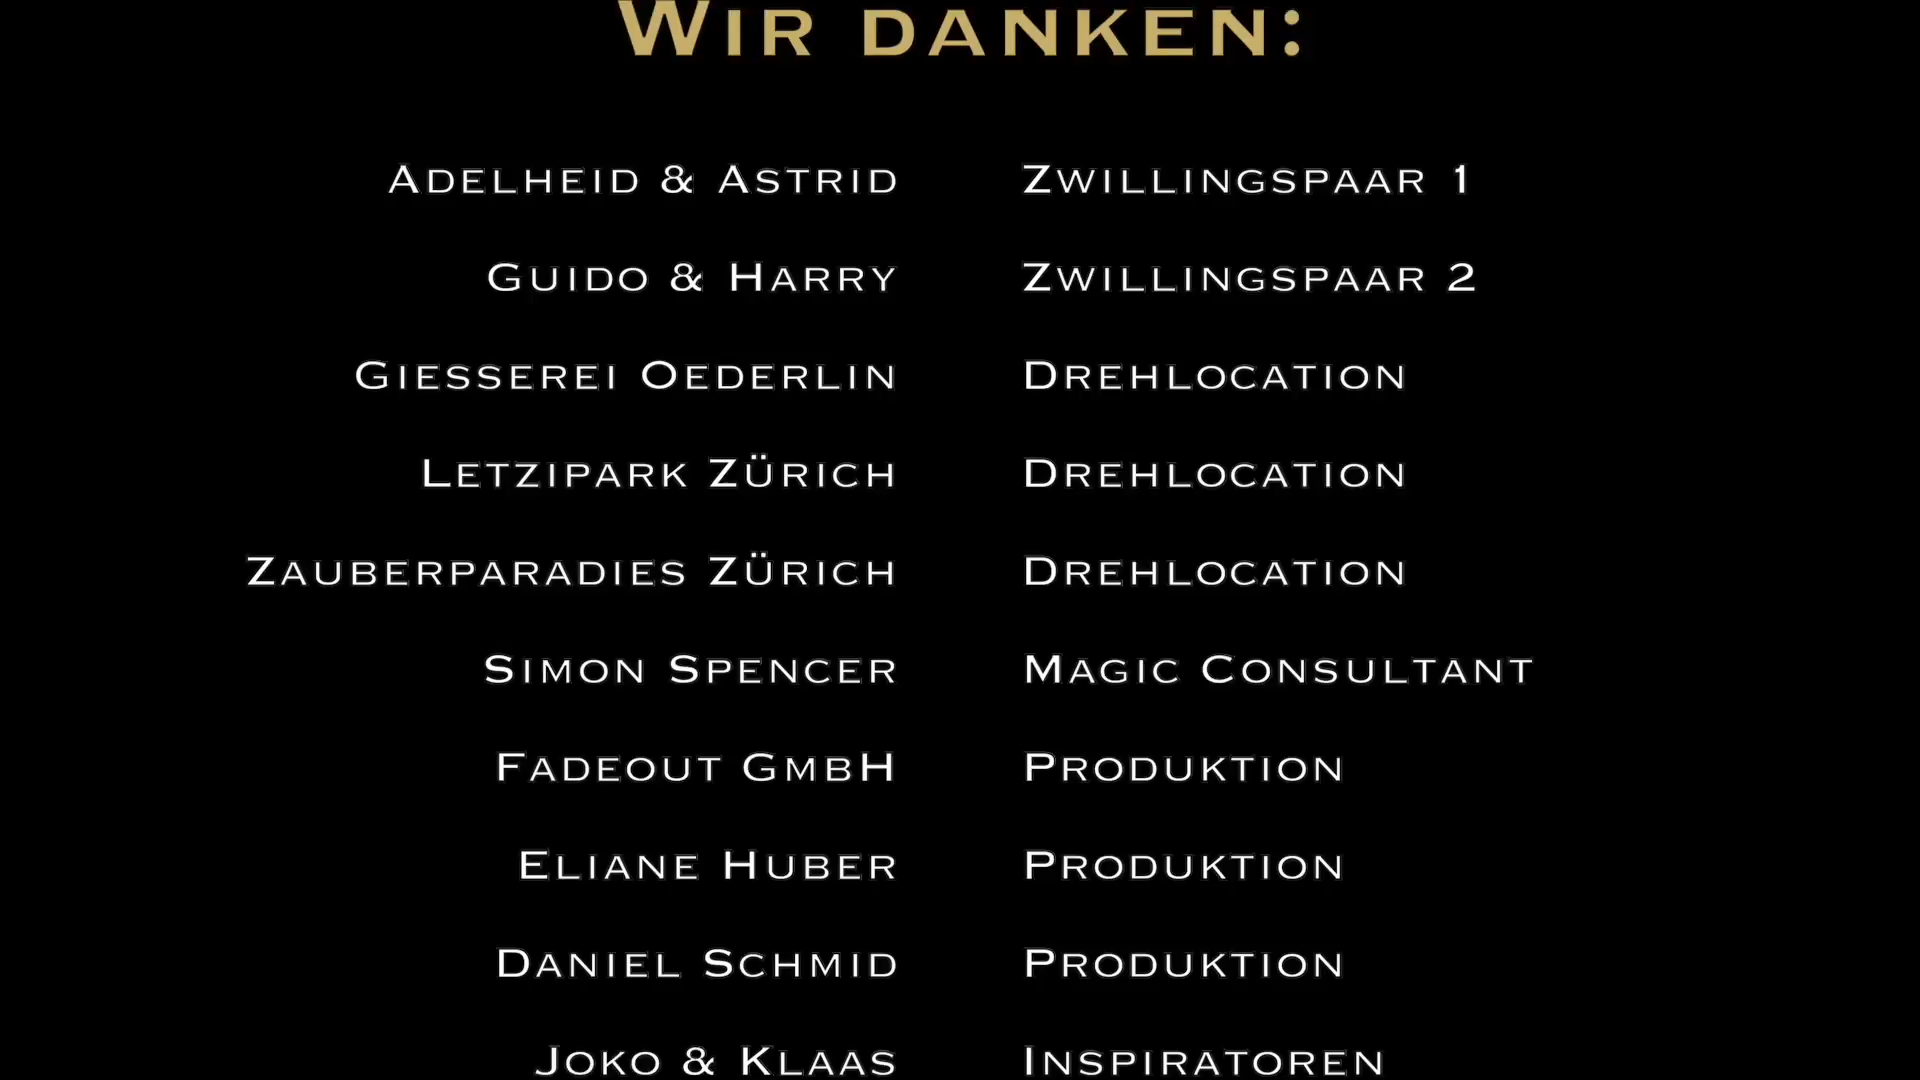 Wir danken:
Adelheid & Astrid Zwillingspaar 1
Guido & Harry Zwillingspaar 2
Giesserei Oederlin Drehlocation
Letzipark Zürich Drehlocation
Zauberparadies Zürich Drehlocation
Simon Spencer Magic Consultant
Fadeout GmbH Produktion
Eliane Huber Produktion
Daniel Schmid Produktion
Joko & Klaas Inspiratoren